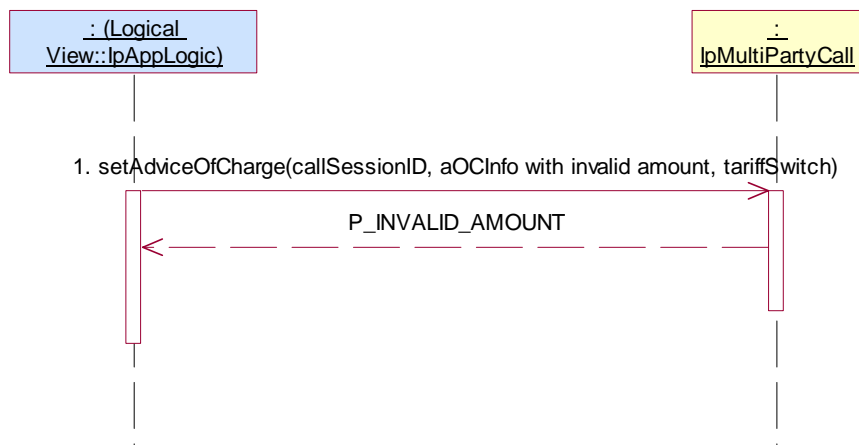 : (Logical
View::IpAppLogic)
:
IpMultiPartyCall
1. setAdviceOfCharge(callSessionID, aOCInfo with invalid amount, tariffSwitch)
P_INVALID_AMOUNT